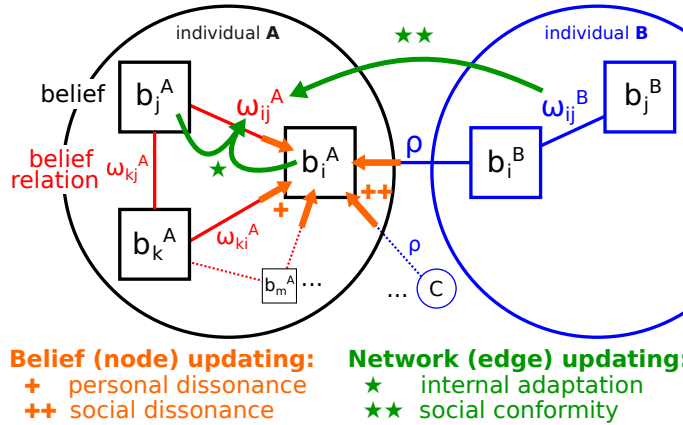 individual A
individual B
★★
belief
b_j^A
ω_ij^A
ω_ij^B
b_j^B
belief
relation
ω_kj^A
★
b_i^A
ρ
b_i^B
+
++
b_k^A
ω_ki^A
ρ
b_m^A ...
... C
Belief (node) updating:
+ personal dissonance
++ social dissonance
Network (edge) updating:
★ internal adaptation
★★ social conformity